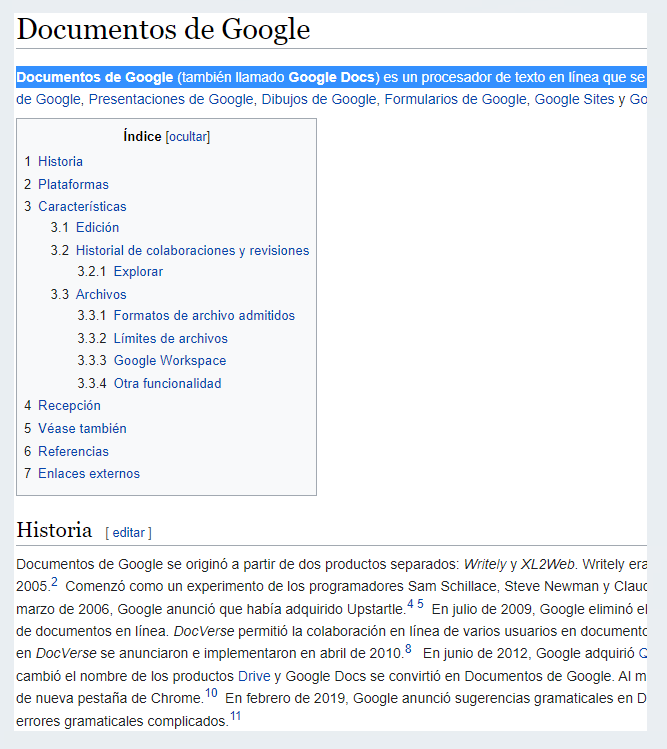 Documentos de Google
Documentos de Google (también llamado Google Docs) es un procesador de texto en línea que se
de Google, Presentaciones de Google, Dibujos de Google, Formularios de Google, Google Sites y
Índice [ocultar]
1 Historia
2 Plataformas
3 Características
3.1 Edición
3.2 Historial de colaboraciones y revisiones
3.2.1 Explorar
3.3 Archivos
3.3.1 Formatos de archivo admitidos
3.3.2 Límites de archivos
3.3.3 Google Workspace
3.3.4 Otra funcionalidad
4 Recepción
5 Véase también
6 Referencias
7 Enlaces externos
Historia [ editar ]
Documentos de Google se originó a partir de dos productos separados: Writely y XL2Web. Writely era
2005.2 Comenzó como un experimento de los programadores Sam Schillace, Steve Newman y
marzo de 2006, Google anunció que había adquirido Upstartle.4 5 En julio de 2009, Google eliminó
de documentos en línea. DocVerse permitió la colaboración en línea de varios usuarios en
en DocVerse se anunciaron e implementaron en abril de 2010.8 En junio de 2012, Google adquirió
cambió el nombre de los productos Drive y Google Docs se convirtió en Documentos de Google. Al
de nueva pestaña de Chrome.10 En febrero de 2019, Google anunció sugerencias gramaticales en
errores gramaticales complicados.11